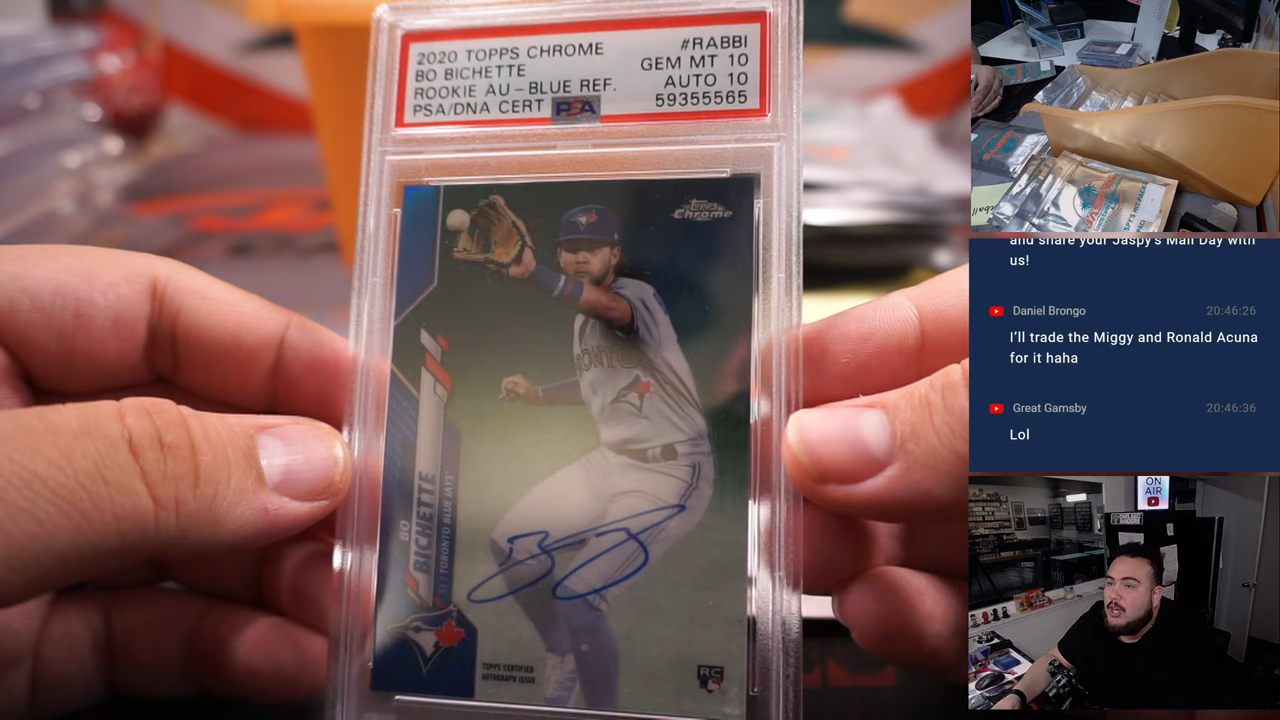 2020 TOPPS CHROME
BO BICHETTE
ROOKIE AU – BLUE REF.
PSA/DNA CERT
PSA
#RABBI
GEM MT 10
AUTO 10
59355565
Topps
Chrome
BO
BICHETTE
SS | TORONTO BLUE JAYS
TOPPS CERTIFIED
AUTOGRAPH ISSUE
RC
and share your Jaspy's Mail Day with
us!
Daniel Brongo 20:46:26
I'll trade the Miggy and Ronald Acuna
for it haha
Great Gamsby 20:46:36
Lol
ON
AIR